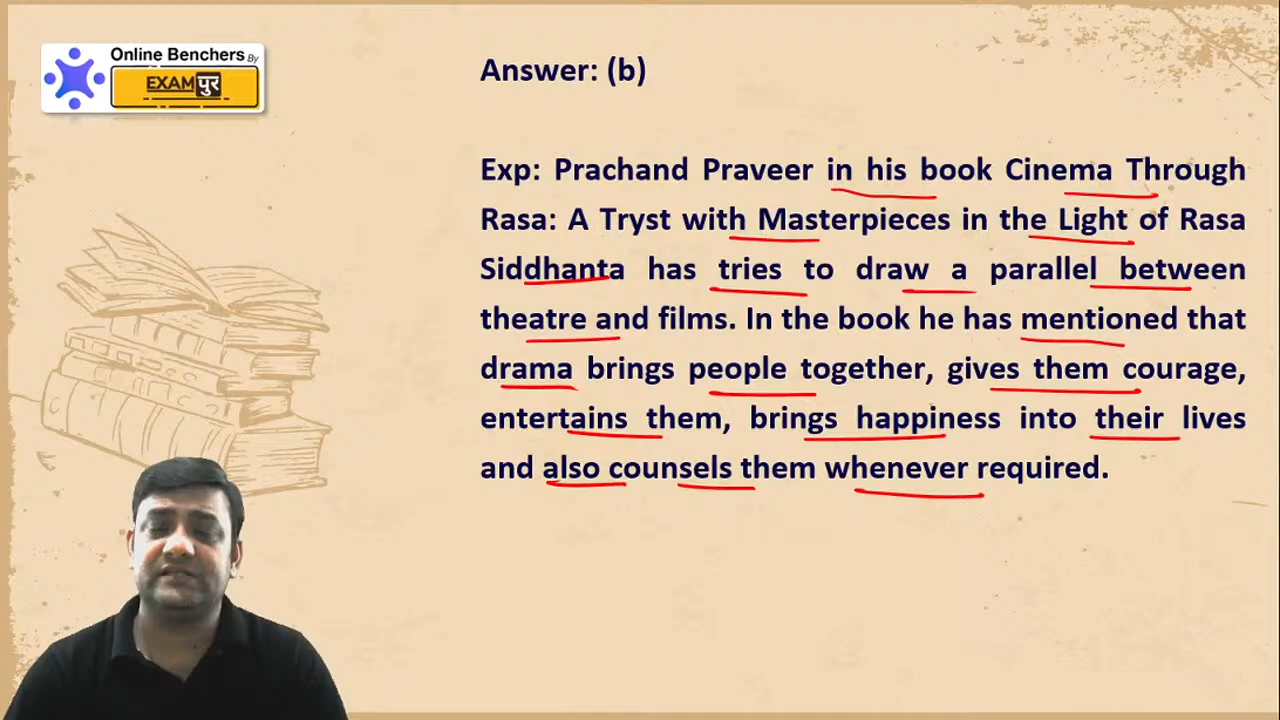 Online Benchers By
EXAMपुर
Answer: (b)
Exp: Prachand Praveer in his book Cinema Through
Rasa: A Tryst with Masterpieces in the Light of Rasa
Siddhanta has tries to draw a parallel between
theatre and films. In the book he has mentioned that
drama brings people together, gives them courage,
entertains them, brings happiness into their lives
and also counsels them whenever required.